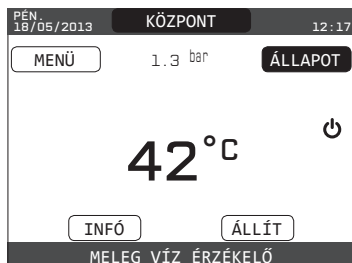 PÉN.
18/05/2013 KÖZPONT 12:17
MENÜ 1.3 bar ÁLLAPOT
42°C
INFÓ ÁLLÍT
MELEG VÍZ ÉRZÉKELŐ